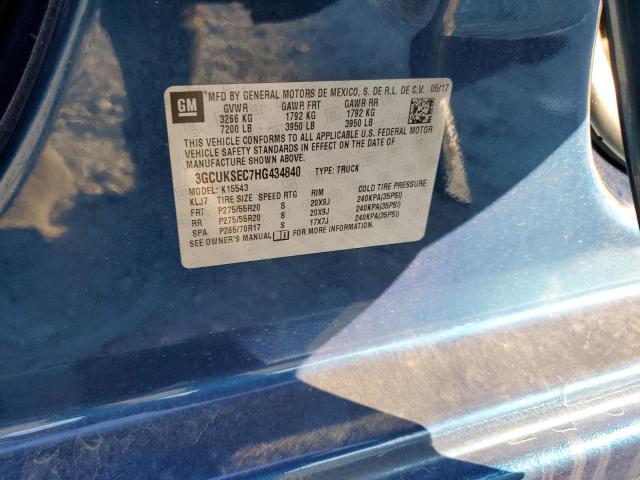 GM MFD BY GENERAL MOTORS DE MEXICO, S. DE R.L. DE C.V. 05/17
GVWR GAWR FRT GAWR RR
3266 KG 1792 KG 1792 KG
7200 LB 3950 LB 3950 LB
THIS VEHICLE CONFORMS TO ALL APPLICABLE U.S. FEDERAL MOTOR
VEHICLE SAFETY STANDARDS IN EFFECT ON THE DATE OF
MANUFACTURE SHOWN ABOVE.
3GCUKSEC7HG434840 TYPE: TRUCK
MODEL: K15543
KLJ7 TIRE SIZE SPEED RTG RIM COLD TIRE PRESSURE
FRT P275/55R20 S 20X9J 240KPA(35PSI)
RR P275/55R20 S 20X9J 240KPA(35PSI)
SPA P265/70R17 S 17X7J 240KPA(35PSI)
SEE OWNER'S MANUAL